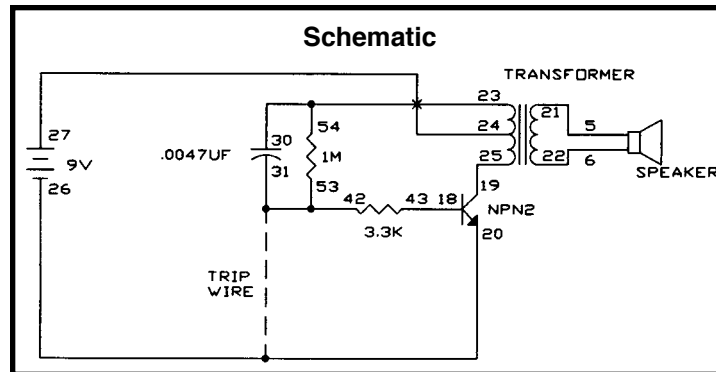 Schematic
TRANSFORMER
23
24
25
21
22
5
6
SPEAKER
27
26
9V
.0047UF
30
31
54
53
1M
42
43
3.3K
18
19
20
NPN2
TRIP
WIRE